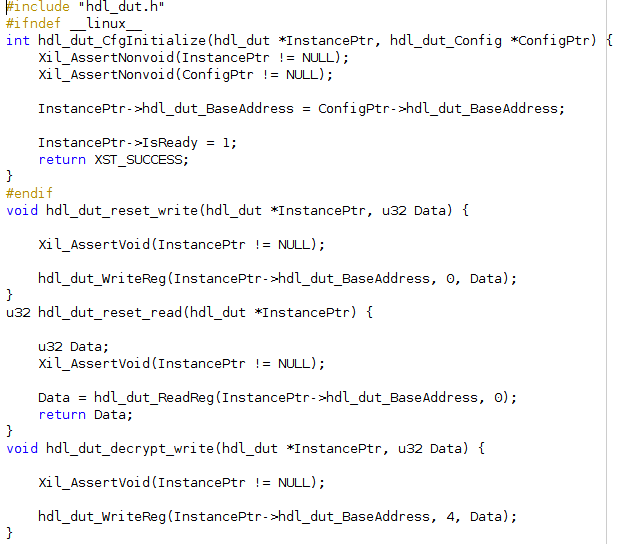 #include "hdl_dut.h"
#ifndef __linux__
int hdl_dut_CfgInitialize(hdl_dut *InstancePtr, hdl_dut_Config *ConfigPtr) {
    Xil_AssertNonvoid(InstancePtr != NULL);
    Xil_AssertNonvoid(ConfigPtr != NULL);

    InstancePtr->hdl_dut_BaseAddress = ConfigPtr->hdl_dut_BaseAddress;

    InstancePtr->IsReady = 1;
    return XST_SUCCESS;
}
#endif
void hdl_dut_reset_write(hdl_dut *InstancePtr, u32 Data) {

    Xil_AssertVoid(InstancePtr != NULL);

    hdl_dut_WriteReg(InstancePtr->hdl_dut_BaseAddress, 0, Data);
}
u32 hdl_dut_reset_read(hdl_dut *InstancePtr) {

    u32 Data;
    Xil_AssertVoid(InstancePtr != NULL);

    Data = hdl_dut_ReadReg(InstancePtr->hdl_dut_BaseAddress, 0);
    return Data;
}
void hdl_dut_decrypt_write(hdl_dut *InstancePtr, u32 Data) {

    Xil_AssertVoid(InstancePtr != NULL);

    hdl_dut_WriteReg(InstancePtr->hdl_dut_BaseAddress, 4, Data);
}